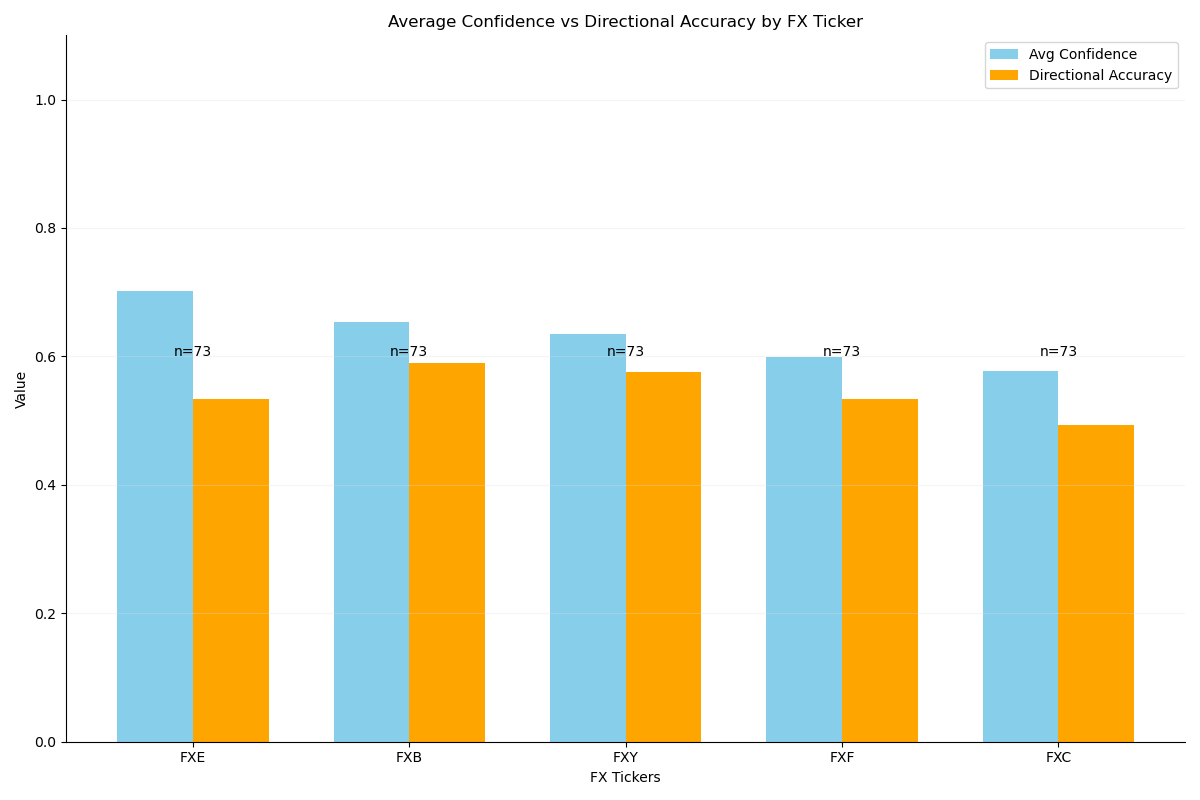 Average Confidence vs Directional Accuracy by FX Ticker
Avg Confidence
Directional Accuracy
1.0
0.8
0.6
0.4
0.2
0.0
Value
n=73
n=73
n=73
n=73
n=73
FXE
FXB
FXY
FXF
FXC
FX Tickers